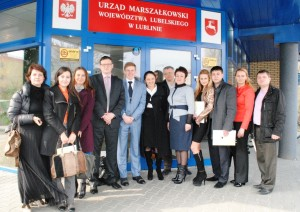 URZĄD MARSZAŁKOWSKI
WOJEWÓDZTWA LUBELSKIEGO
W LUBLINIE